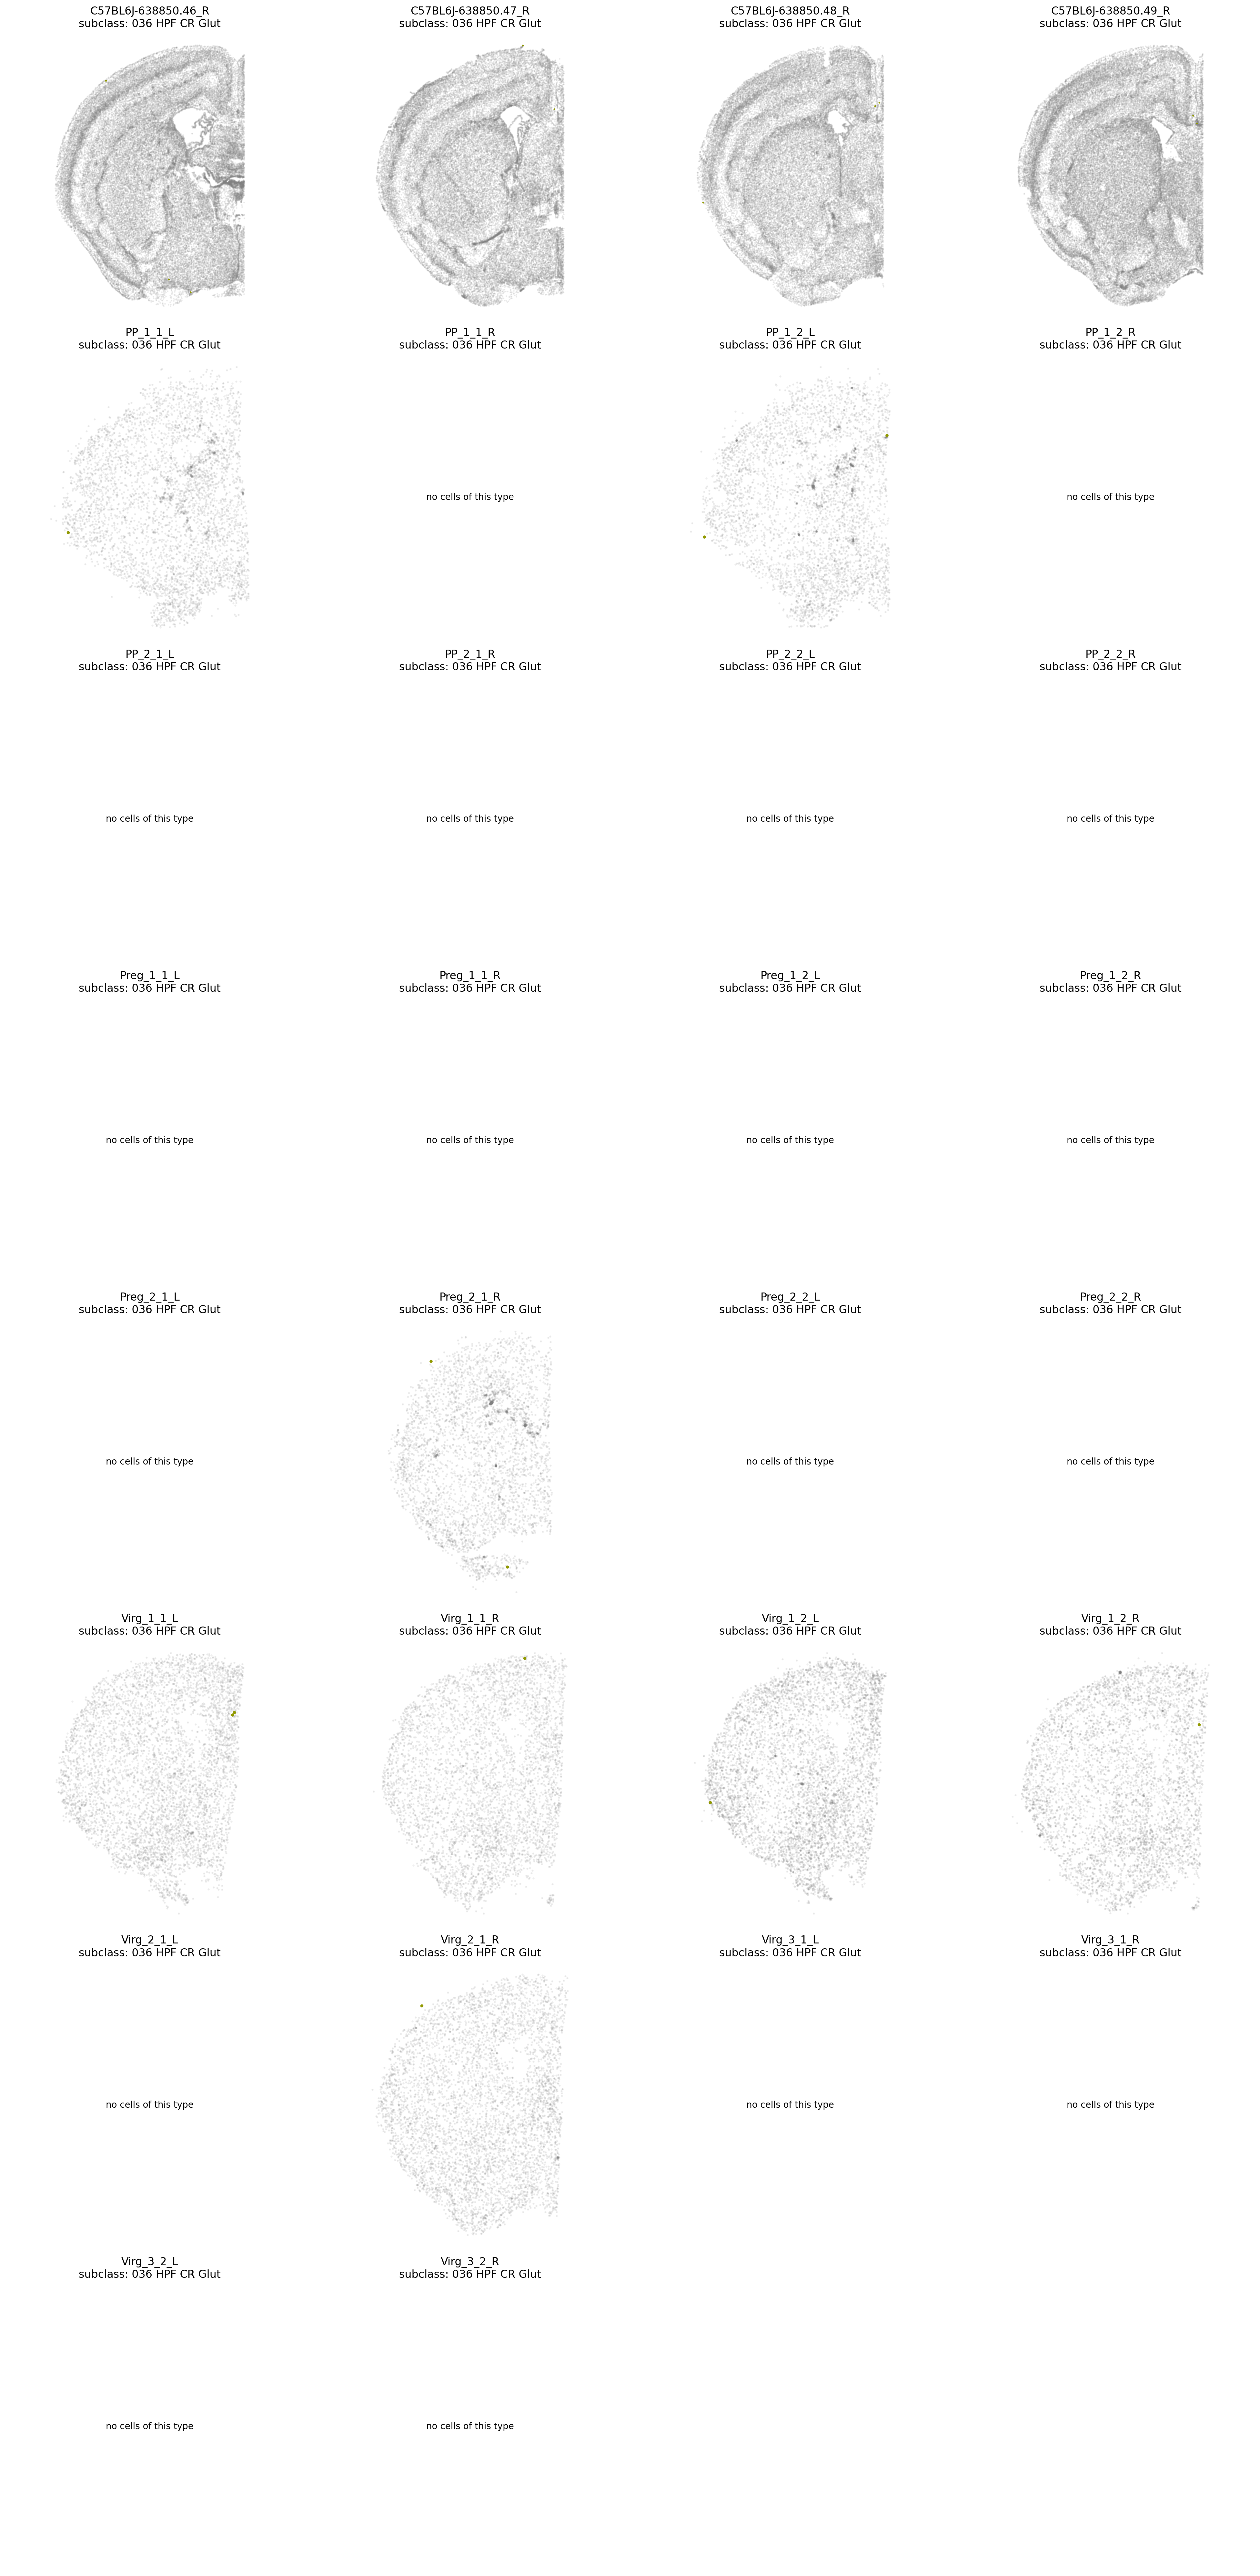 C57BL6J-638850.46_R
subclass: 036 HPF CR Glut
C57BL6J-638850.47_R
subclass: 036 HPF CR Glut
C57BL6J-638850.48_R
subclass: 036 HPF CR Glut
C57BL6J-638850.49_R
subclass: 036 HPF CR Glut
PP_1_1_L
subclass: 036 HPF CR Glut
PP_1_1_R
subclass: 036 HPF CR Glut
no cells of this type
PP_1_2_L
subclass: 036 HPF CR Glut
PP_1_2_R
subclass: 036 HPF CR Glut
no cells of this type
PP_2_1_L
subclass: 036 HPF CR Glut
no cells of this type
PP_2_1_R
subclass: 036 HPF CR Glut
no cells of this type
PP_2_2_L
subclass: 036 HPF CR Glut
no cells of this type
PP_2_2_R
subclass: 036 HPF CR Glut
no cells of this type
Preg_1_1_L
subclass: 036 HPF CR Glut
no cells of this type
Preg_1_1_R
subclass: 036 HPF CR Glut
no cells of this type
Preg_1_2_L
subclass: 036 HPF CR Glut
no cells of this type
Preg_1_2_R
subclass: 036 HPF CR Glut
no cells of this type
Preg_2_1_L
subclass: 036 HPF CR Glut
no cells of this type
Preg_2_1_R
subclass: 036 HPF CR Glut
Preg_2_2_L
subclass: 036 HPF CR Glut
no cells of this type
Preg_2_2_R
subclass: 036 HPF CR Glut
no cells of this type
Virg_1_1_L
subclass: 036 HPF CR Glut
Virg_1_1_R
subclass: 036 HPF CR Glut
Virg_1_2_L
subclass: 036 HPF CR Glut
Virg_1_2_R
subclass: 036 HPF CR Glut
Virg_2_1_L
subclass: 036 HPF CR Glut
no cells of this type
Virg_2_1_R
subclass: 036 HPF CR Glut
Virg_3_1_L
subclass: 036 HPF CR Glut
no cells of this type
Virg_3_1_R
subclass: 036 HPF CR Glut
no cells of this type
Virg_3_2_L
subclass: 036 HPF CR Glut
no cells of this type
Virg_3_2_R
subclass: 036 HPF CR Glut
no cells of this type